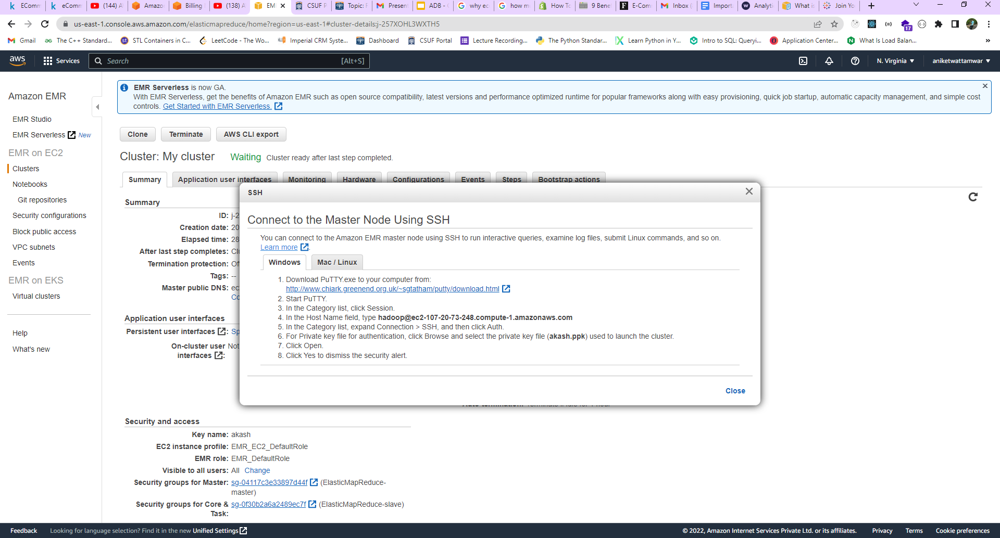 EComm
eComm
(144) A
Amazo
Billing
(138) A
EM
CSUF P
Topic: F
Presen
ADB - 
why ec
how m
How To
9 Bene
E-Com
Inbox (
Import
Analyti
What is
Join Yo
us-east-1.console.aws.amazon.com/elasticmapreduce/home?region=us-east-1#cluster-details:j-257XOHL3WXTH5
17
Gmail
The C++ Standard...
STL Containers in C...
LeetCode - The Wo...
Imperial CRM Syste...
Dashboard
CSUF Portal
Lecture Recording...
The Python Standar...
Learn Python in Y...
Intro to SQL: Queryi...
Application Center...
What Is Load Balan...
»
aws
Services
Search
[Alt+S]
N. Virginia
aniketwattamwar
Amazon EMR
EMR Studio
EMR Serverless New
EMR on EC2
Clusters
Notebooks
Git repositories
Security configurations
Block public access
VPC subnets
Events
EMR on EKS
Virtual clusters
Help
What's new
EMR Serverless is now GA.
With EMR Serverless, get the benefits of Amazon EMR such as open source compatibility, latest versions and performance optimized runtime for popular frameworks along with easy provisioning, quick job startup, automatic capacity management, and simple cost
controls. Get Started with EMR Serverless.
Clone
Terminate
AWS CLI export
Cluster: My cluster Waiting Cluster ready after last step completed.
Summary
Application user interfaces
Monitoring
Hardware
Configurations
Events
Steps
Bootstrap actions
Summary
ID: j-2
Creation date: 20
Elapsed time: 28
After last step completes: Clu
Termination protection: Of
Tags: --
Master public DNS: ec
Co
Application user interfaces
Persistent user interfaces : Sp
On-cluster user Not
interfaces :
SSH
Connect to the Master Node Using SSH
You can connect to the Amazon EMR master node using SSH to run interactive queries, examine log files, submit Linux commands, and so on.
Learn more .
Windows
Mac / Linux
1. Download PuTTY.exe to your computer from:
http://www.chiark.greenend.org.uk/~sgtatham/putty/download.html
2. Start PuTTY.
3. In the Category list, click Session.
4. In the Host Name field, type hadoop@ec2-107-20-73-248.compute-1.amazonaws.com
5. In the Category list, expand Connection > SSH, and then click Auth.
6. For Private key file for authentication, click Browse and select the private key file (akash.ppk) used to launch the cluster.
7. Click Open.
8. Click Yes to dismiss the security alert.
Close
Security and access
Key name: akash
EC2 instance profile: EMR_EC2_DefaultRole
EMR role: EMR_DefaultRole
Visible to all users: All Change
Security groups for Master: sg-04117c3e33897d44f (ElasticMapReduce-
master)
Security groups for Core & sg-0f30b2a6a2489ec7f (ElasticMapReduce-slave)
Task:
Feedback
Looking for language selection? Find it in the new Unified Settings
© 2022, Amazon Internet Services Private Ltd. or its affiliates.
Privacy
Terms
Cookie preferences